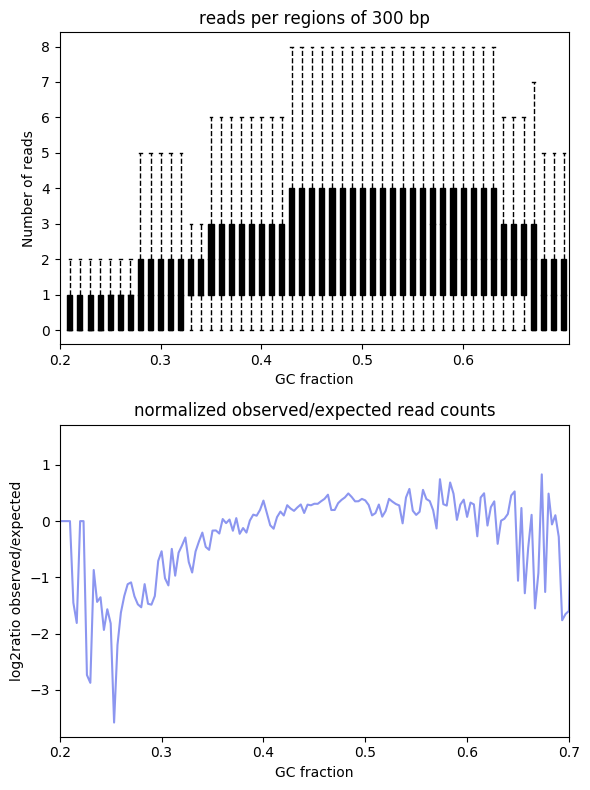 reads per regions of 300 bp
8
7
6
5
4
3
2
1
0
Number of reads
0.2 0.3 0.4 0.5 0.6
GC fraction
normalized observed/expected read counts
1
0
−1
−2
−3
log2ratio observed/expected
0.2 0.3 0.4 0.5 0.6 0.7
GC fraction